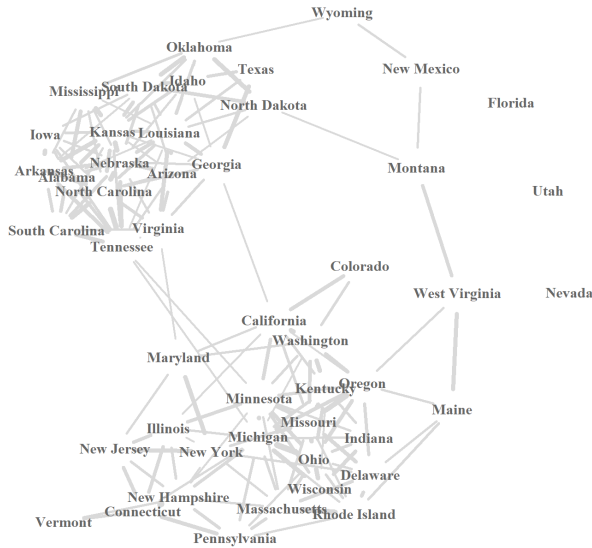 Wyoming
Oklahoma
Texas
New Mexico
Idaho
South Dakota
Mississippi
North Dakota
Florida
Iowa
Kansas
Louisiana
Nebraska
Georgia
Montana
Arkansas
Alabama
Arizona
North Carolina
Utah
South Carolina
Virginia
Tennessee
Colorado
West Virginia
Nevada
California
Washington
Maryland
Kentucky
Oregon
Minnesota
Maine
Illinois
Missouri
Michigan
Indiana
New Jersey
New York
Ohio
Delaware
Wisconsin
New Hampshire
Connecticut
Massachusetts
Rhode Island
Vermont
Pennsylvania